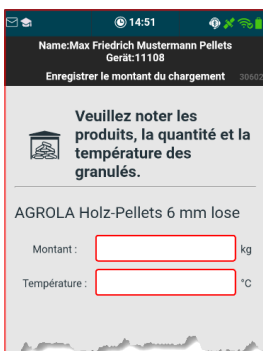 14:51
Name:Max Friedrich Mustermann Pellets
Gerät:11108
Enregistrer le montant du chargement 30602
Veuillez noter les
produits, la quantité et la
température des
granulés.
AGROLA Holz-Pellets 6 mm lose
Montant : kg
Température : °C